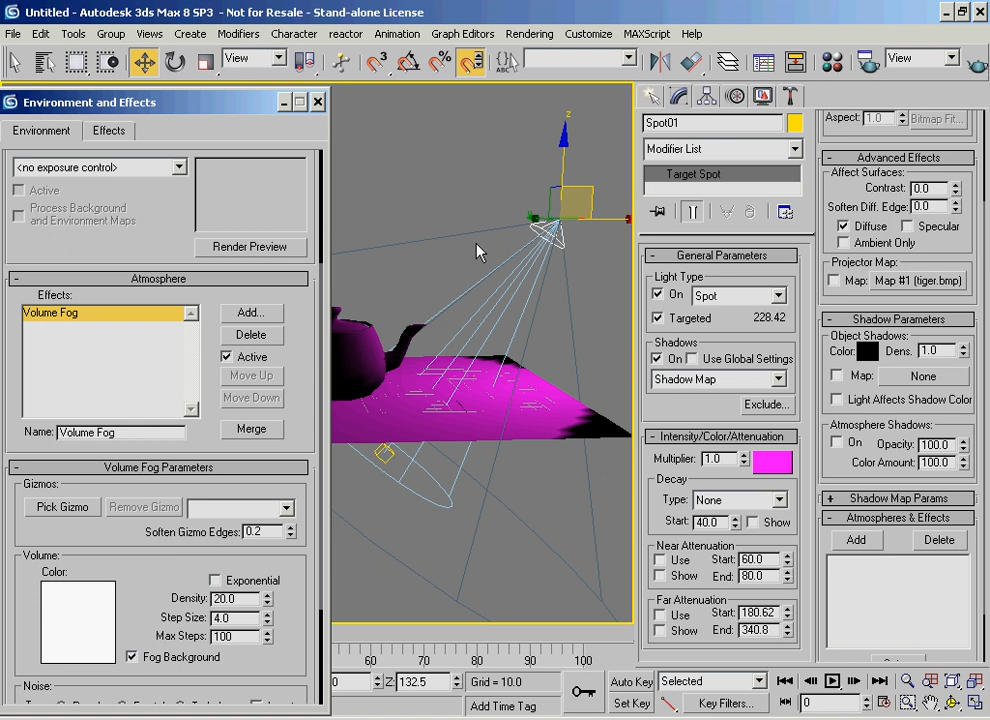 Untitled - Autodesk 3ds Max 8 SP3 - Not for Resale - Stand-alone License
File Edit Tools Group Views Create Modifiers Character reactor Animation Graph Editors Rendering Customize MAXScript Help
View
ABC
View
Environment and Effects
Environment Effects
<no exposure control>
Active
Process Background
and Environment Maps
Render Preview
Atmosphere
Effects:
Volume Fog
Add...
Delete
Active
Move Up
Move Down
Name: Volume Fog
Merge
Volume Fog Parameters
Gizmos:
Pick Gizmo
Remove Gizmo
Soften Gizmo Edges: 0.2
Volume:
Color:
Exponential
Density: 20.0
Step Size: 4.0
Max Steps: 100
Fog Background
Noise:
z
60 70 80 90 100
0 Z: 132.5 Grid = 10.0
Add Time Tag
Spot01
Modifier List
Target Spot
General Parameters
Light Type
On Spot
Targeted 228.42
Shadows
On Use Global Settings
Shadow Map
Exclude...
Intensity/Color/Attenuation
Multiplier: 1.0
Decay
Type: None
Start: 40.0 Show
Near Attenuation
Use Start: 60.0
Show End: 80.0
Far Attenuation
Use Start: 180.62
Show End: 340.8
Aspect: 1.0 Bitmap Fit...
Advanced Effects
Affect Surfaces:
Contrast: 0.0
Soften Diff. Edge: 0.0
Diffuse Specular
Ambient Only
Projector Map:
Map: Map #1 (tiger.bmp)
Shadow Parameters
Object Shadows:
Color: Dens. 1.0
Map: None
Light Affects Shadow Color
Atmosphere Shadows:
On Opacity: 100.0
Color Amount: 100.0
Shadow Map Params
Atmospheres & Effects
Add Delete
Auto Key Selected
Set Key Key Filters... 0